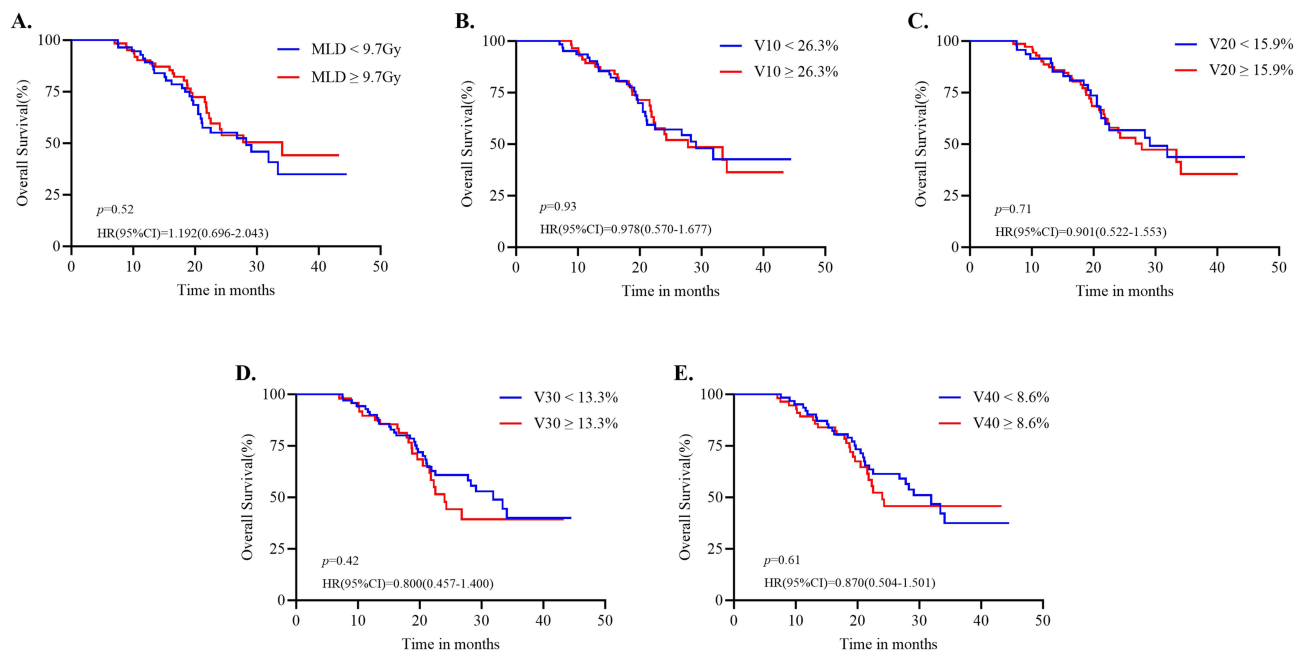 A.
MLD < 9.7Gy
MLD ≥ 9.7Gy
Overall Survival(%)
100
75
50
25
0
p=0.52
HR(95%CI)=1.192(0.696-2.043)
0 10 20 30 40 50
Time in months
B.
V10 < 26.3%
V10 ≥ 26.3%
Overall Survival(%)
100
75
50
25
0
p=0.93
HR(95%CI)=0.978(0.570-1.677)
0 10 20 30 40 50
Time in months
C.
V20 < 15.9%
V20 ≥ 15.9%
Overall Survival(%)
100
75
50
25
0
p=0.71
HR(95%CI)=0.901(0.522-1.553)
0 10 20 30 40 50
Time in months
D.
V30 < 13.3%
V30 ≥ 13.3%
Overall Survival(%)
100
75
50
25
0
p=0.42
HR(95%CI)=0.800(0.457-1.400)
0 10 20 30 40 50
Time in months
E.
V40 < 8.6%
V40 ≥ 8.6%
Overall Survival(%)
100
75
50
25
0
p=0.61
HR(95%CI)=0.870(0.504-1.501)
0 10 20 30 40 50
Time in months